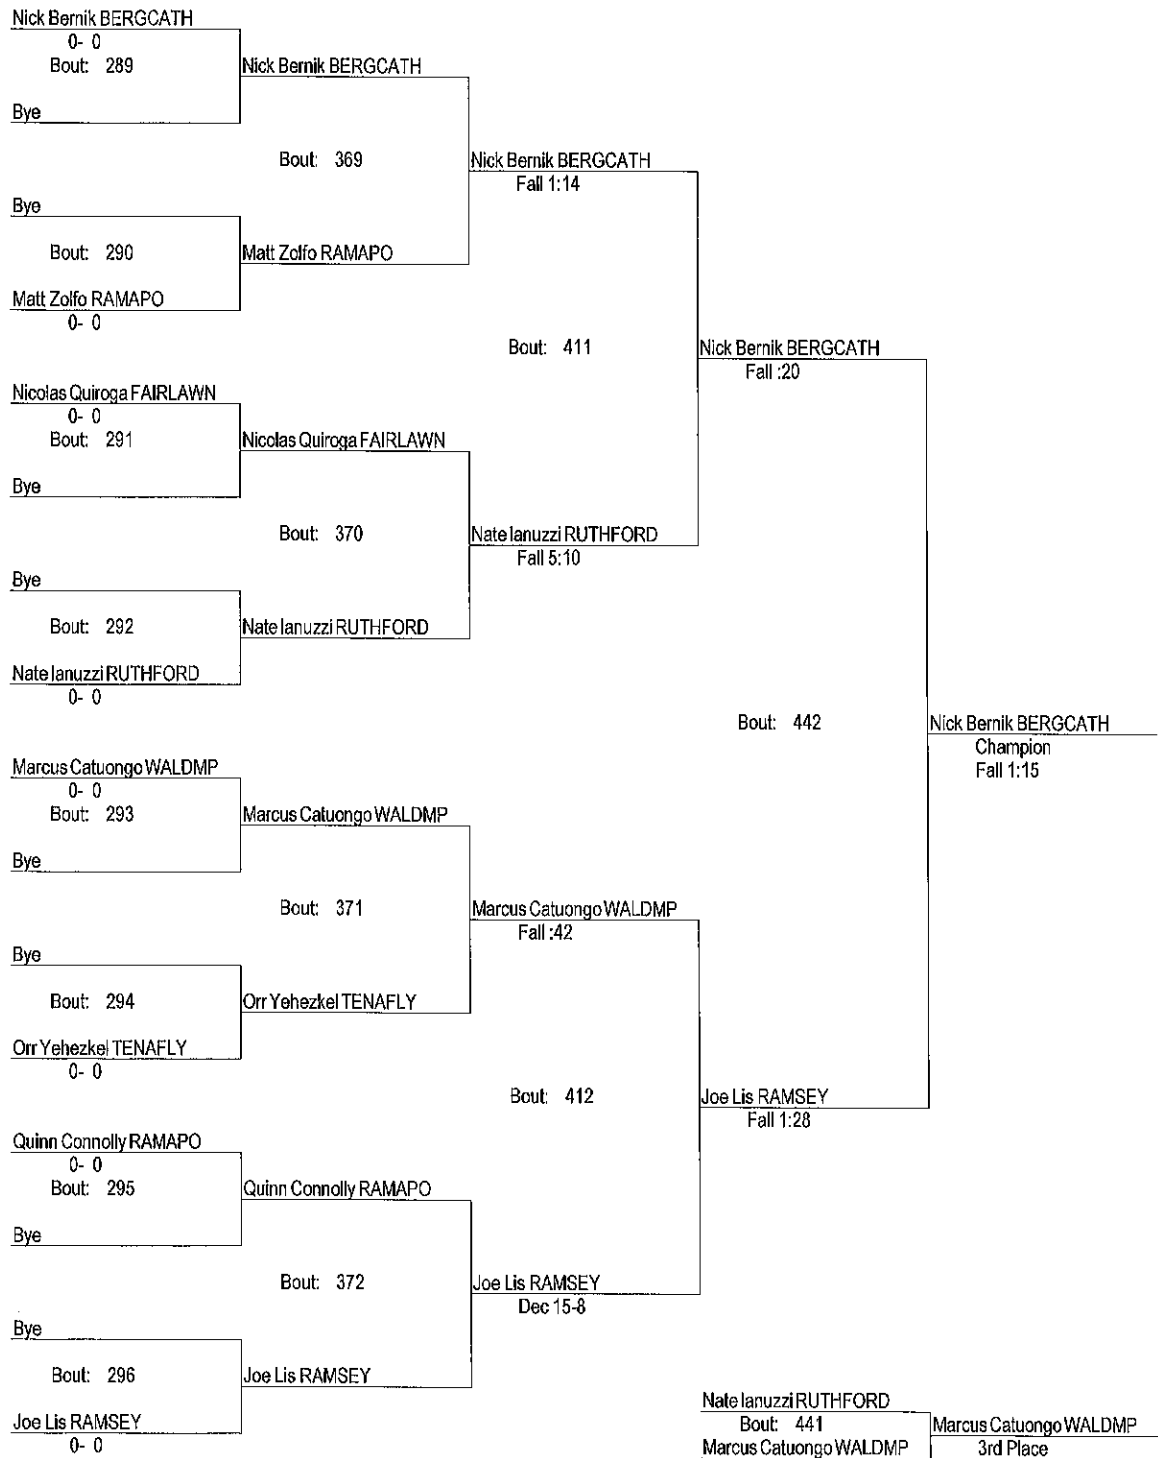 Nick Bernik BERGCATH
0- 0
Bout: 289
Bye
Nick Bernik BERGCATH
Bout: 369
Bye
Bout: 290
Matt Zolfo RAMAPO
0- 0
Matt Zolfo RAMAPO
Nick Bernik BERGCATH
Fall 1:14
Bout: 411
Nicolas Quiroga FAIRLAWN
0- 0
Bout: 291
Bye
Nicolas Quiroga FAIRLAWN
Bout: 370
Bye
Bout: 292
Nate Ianuzzi RUTHFORD
0- 0
Nate Ianuzzi RUTHFORD
Nate Ianuzzi RUTHFORD
Fall 5:10
Nick Bernik BERGCATH
Fall :20
Bout: 442
Nick Bernik BERGCATH
Champion
Fall 1:15
Marcus Catuongo WALDMP
0- 0
Bout: 293
Bye
Marcus Catuongo WALDMP
Bout: 371
Bye
Bout: 294
Orr Yehezkel TENAFLY
0- 0
Orr Yehezkel TENAFLY
Marcus Catuongo WALDMP
Fall :42
Bout: 412
Quinn Connolly RAMAPO
0- 0
Bout: 295
Bye
Quinn Connolly RAMAPO
Bout: 372
Bye
Bout: 296
Joe Lis RAMSEY
0- 0
Joe Lis RAMSEY
Joe Lis RAMSEY
Dec 15-8
Joe Lis RAMSEY
Fall 1:28
Nate Ianuzzi RUTHFORD
Bout: 441
Marcus Catuongo WALDMP
Marcus Catuongo WALDMP
3rd Place